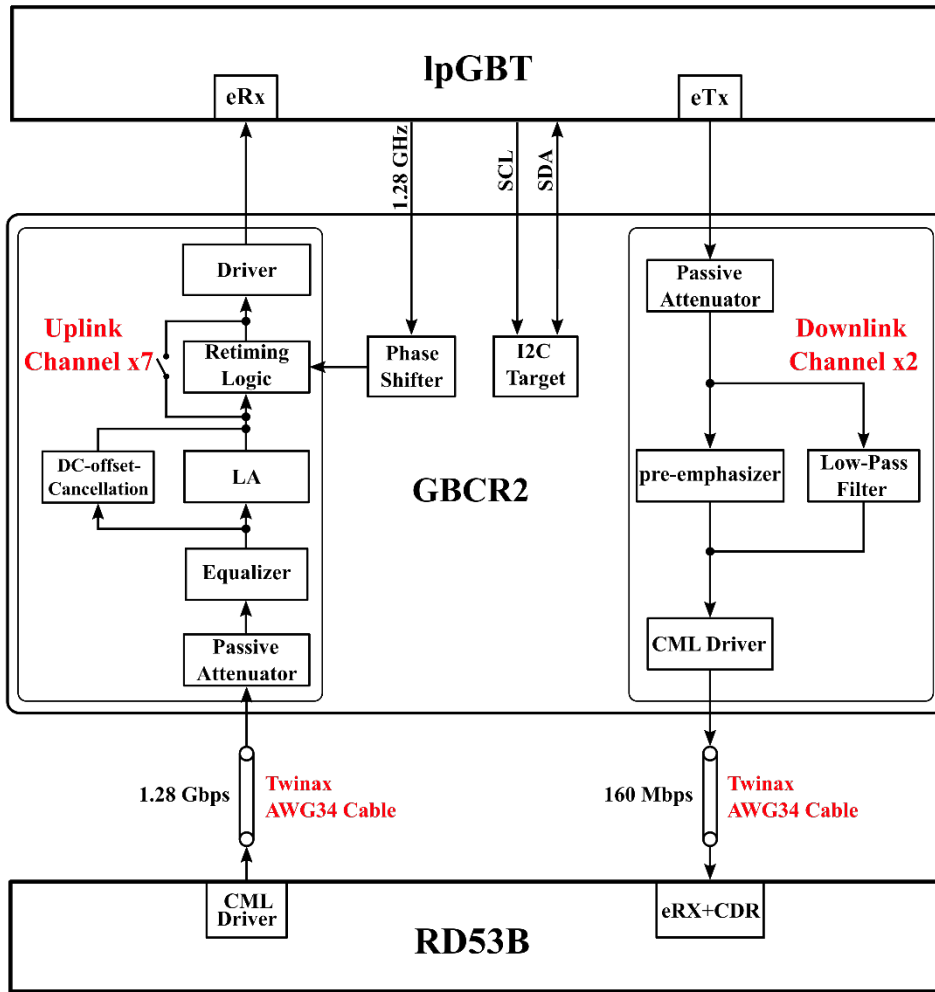 lpGBT
eRx
eTx
1.28 GHz
SCL
SDA
Driver
Uplink
Channel x7
Retiming
Logic
Phase
Shifter
I2C
Target
Passive
Attenuator
Downlink
Channel x2
DC-offset-
Cancellation
LA
GBCR2
pre-emphasizer
Low-Pass
Filter
Equalizer
Passive
Attenuator
CML Driver
1.28 Gbps
Twinax
AWG34 Cable
160 Mbps
Twinax
AWG34 Cable
CML
Driver
eRX+CDR
RD53B